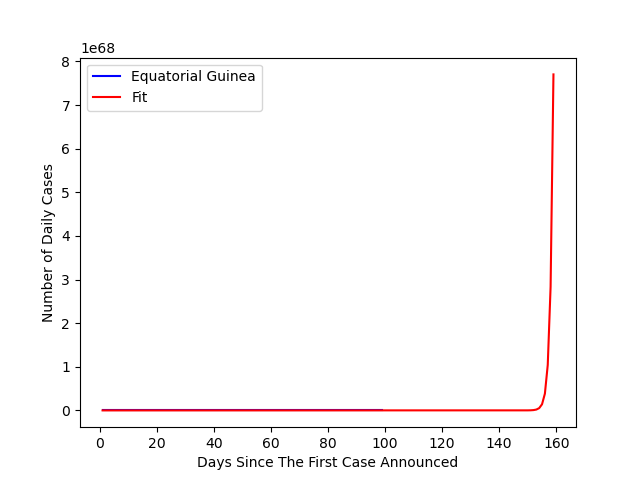 1e68
8
7
6
5
4
3
2
1
0
Number of Daily Cases
Equatorial Guinea
Fit
0 20 40 60 80 100 120 140 160
Days Since The First Case Announced